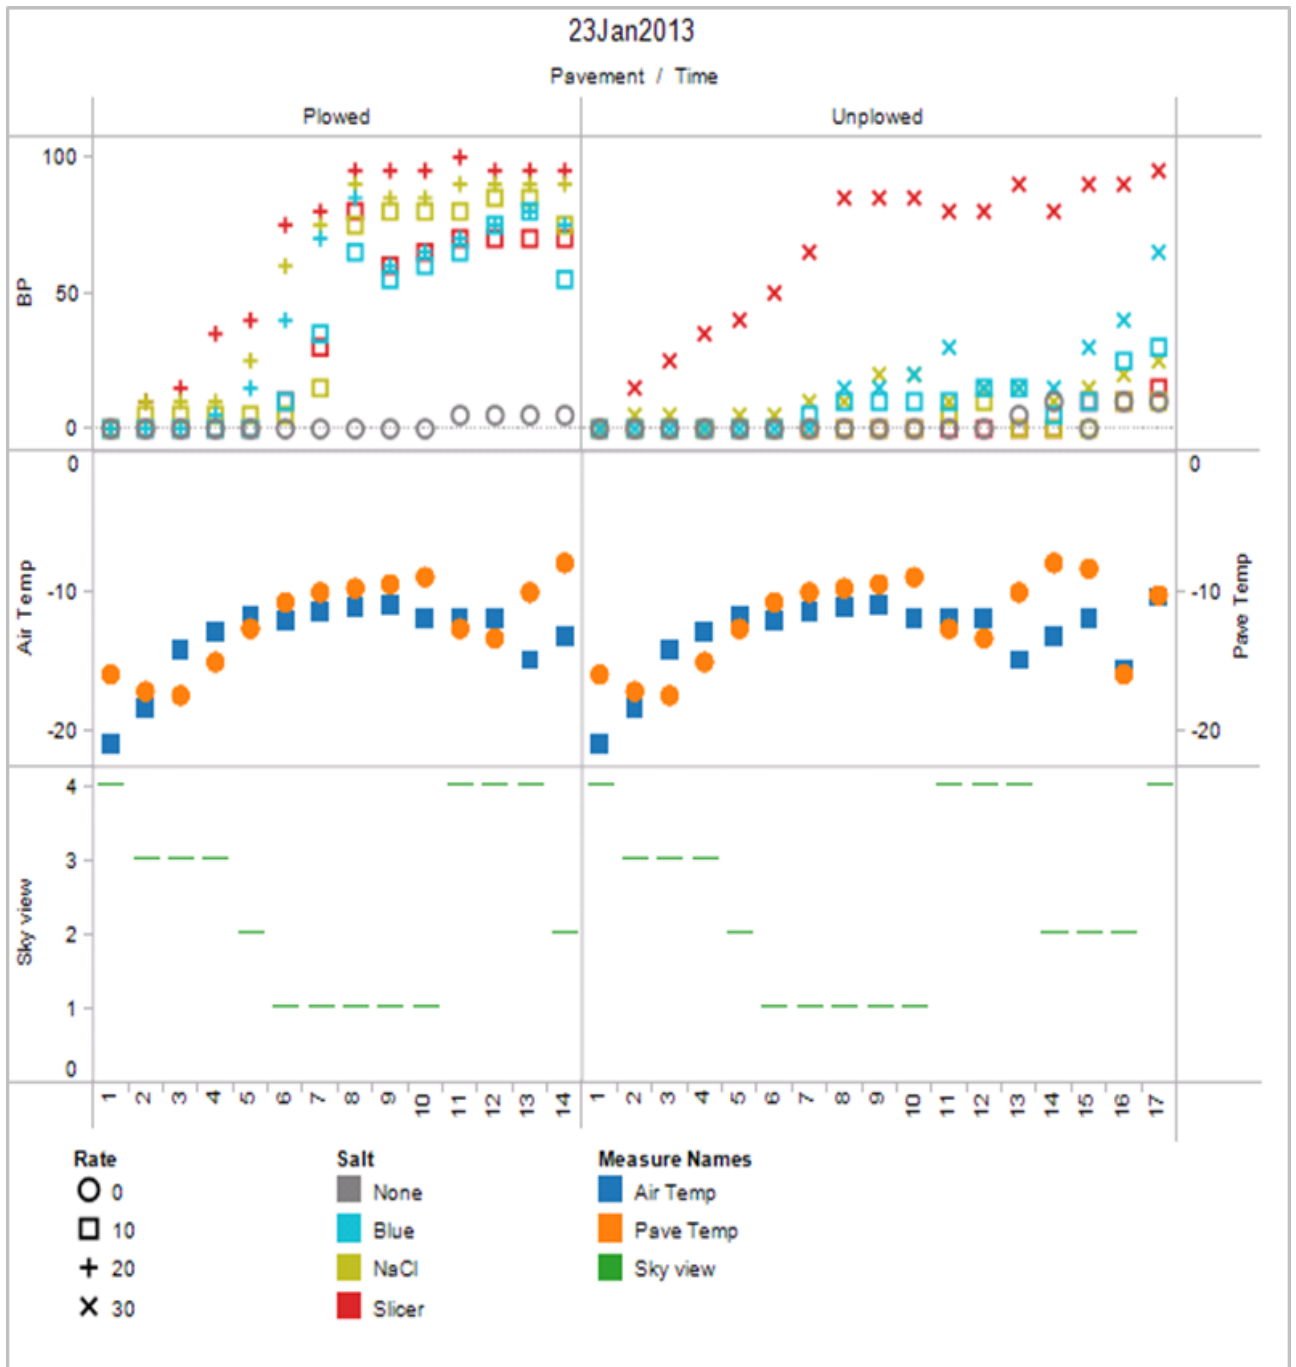 23Jan2013
Pavement / Time
Plowed Unplowed
BP
100
50
0
Air Temp
0
-10
-20
Pave Temp
0
-10
-20
Sky view
4
3
2
1
0
1 2 3 4 5 6 7 8 9 10 11 12 13 14 1 2 3 4 5 6 7 8 9 10 11 12 13 14 15 16 17
Rate
0
10
20
30
Salt
None
Blue
NaCl
Slicer
Measure Names
Air Temp
Pave Temp
Sky view